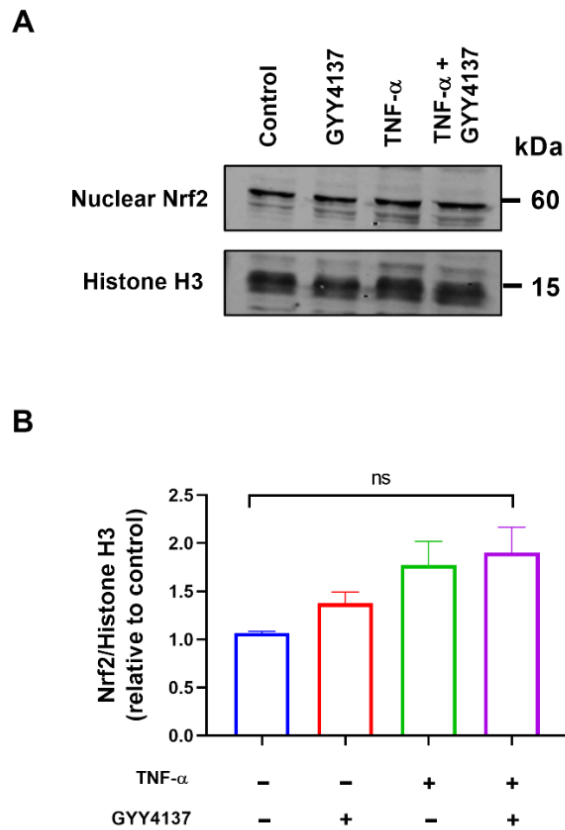 A
Control
GYY4137
TNF-α
TNF-α +
GYY4137
kDa
Nuclear Nrf2
60
Histone H3
15
B
ns
Nrf2/Histone H3
(relative to control)
2.5
2.0
1.5
1.0
0.5
0.0
TNF-α − − + +
GYY4137 − + − +